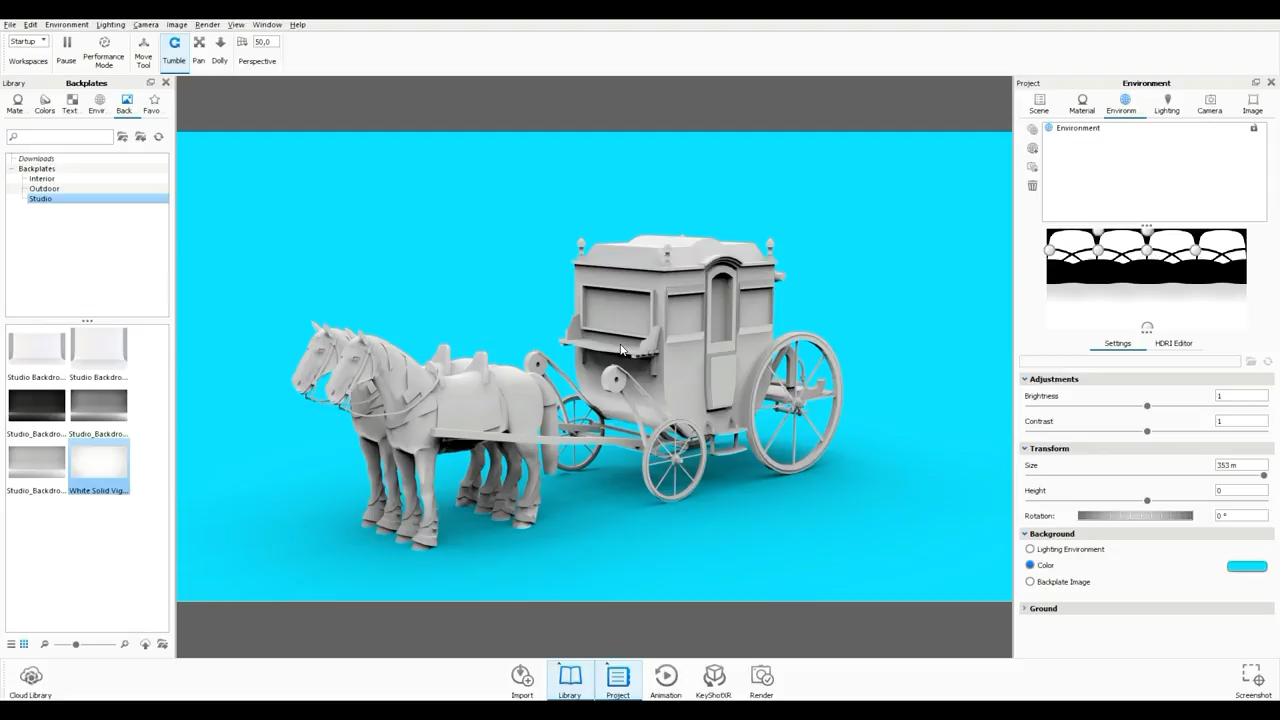 File Edit Environment Lighting Camera Image Render View Window Help
Startup 50,0
Workspaces Pause Performance Mode Move Tool Tumble Pan Dolly Perspective
Library Backplates
Mate Colors Text Envir Back Favo
Downloads
Backplates
Interior
Outdoor
Studio
Studio Backdro... Studio Backdro...
Studio_Backdro... Studio_Backdro...
Studio_Backdro... White Solid Vig...
Project Environment
Scene Material Environm Lighting Camera Image
Environment
Settings HDRI Editor
Adjustments
Brightness 1
Contrast 1
Transform
Size 353 m
Height 0
Rotation: 0 °
Background
Lighting Environment
Color
Backplate Image
Ground
Cloud Library Import Library Project Animation KeyShotXR Render Screenshot